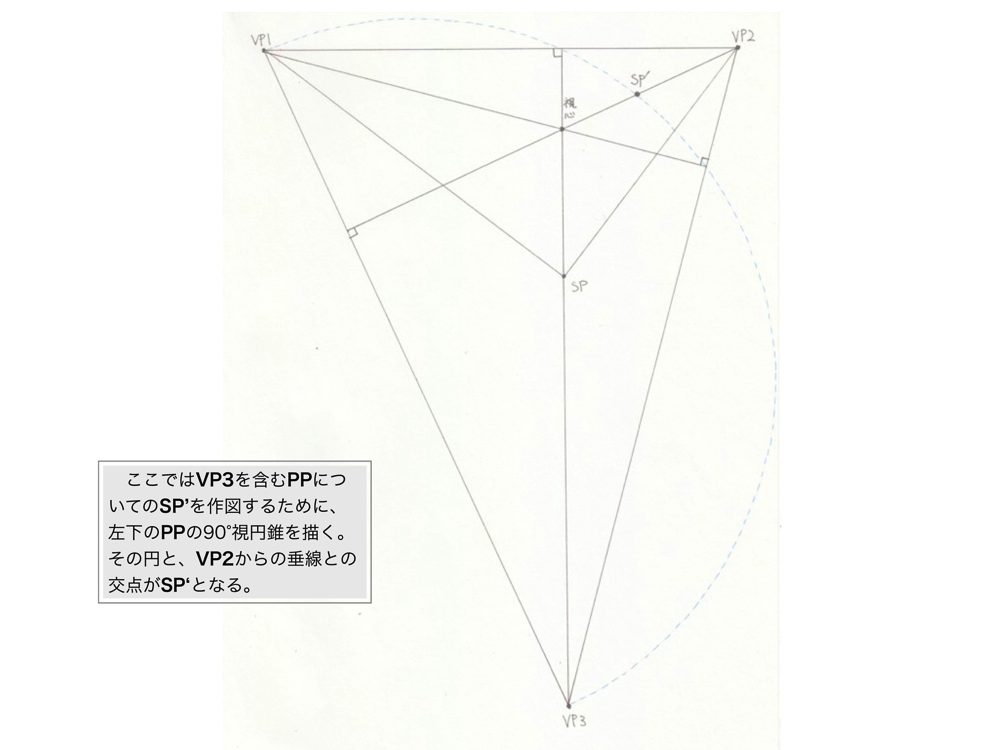 VP1
VP2
SP'
視心
SP
ここではVP3を含むPPにつ
いてのSP’を作図するために、
左下のPPの90°視円錐を描く。
その円と、VP2からの垂線との
交点がSP‘となる。
VP3